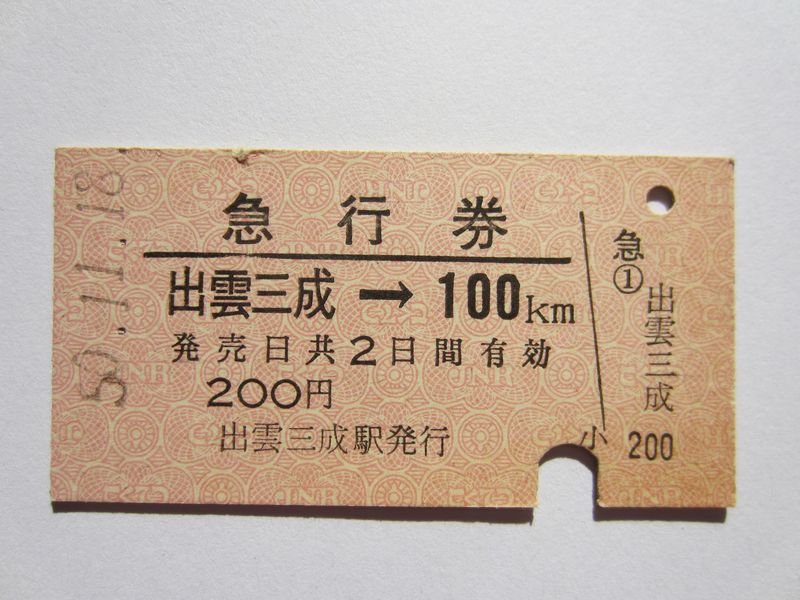 50.11.18
急行券
出雲三成→100km
発売日共2日間有効
200円
出雲三成駅発行
急
①
出雲三成
小 200